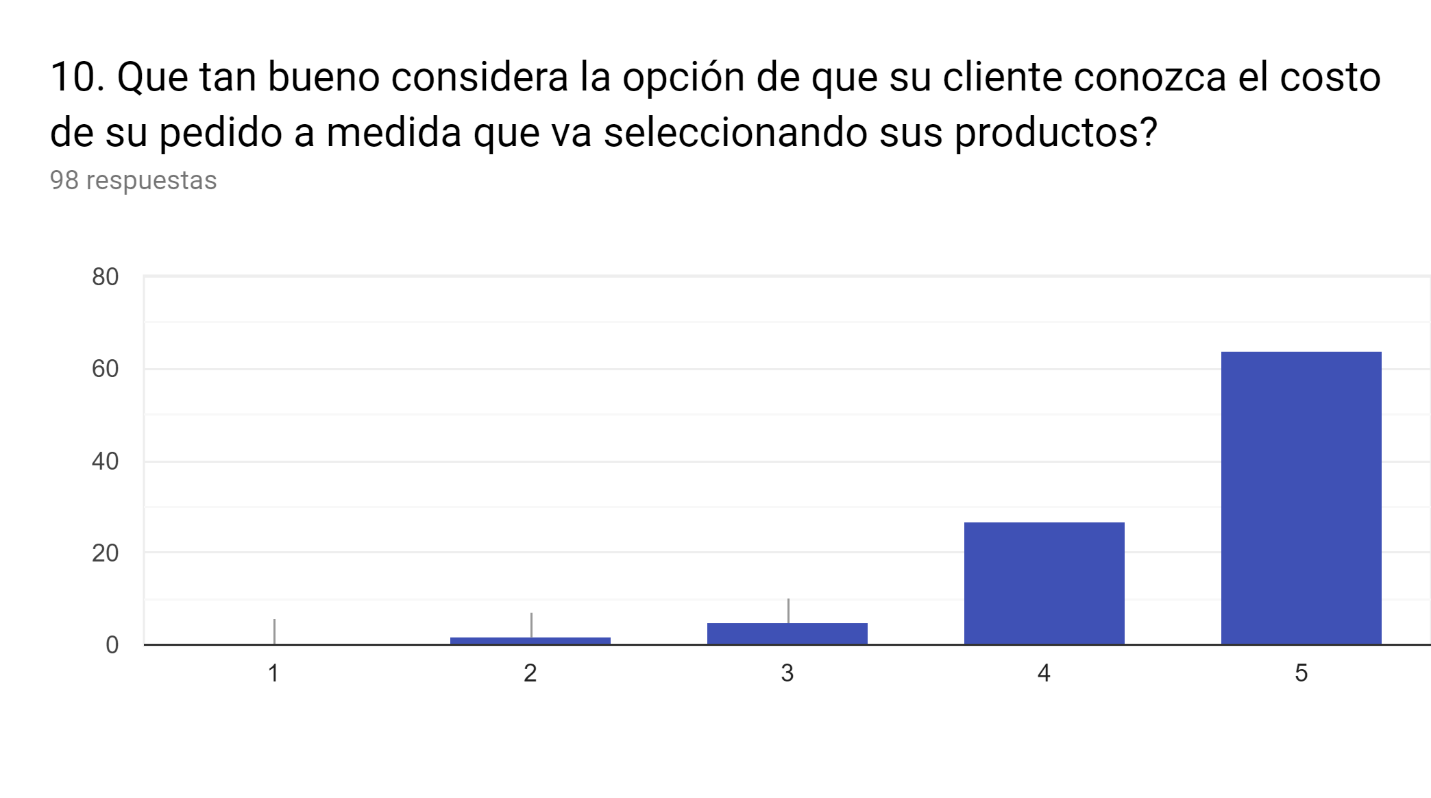 10. Que tan bueno considera la opción de que su cliente conozca el costo
de su pedido a medida que va seleccionando sus productos?
98 respuestas
80
60
40
20
0
1 2 3 4 5